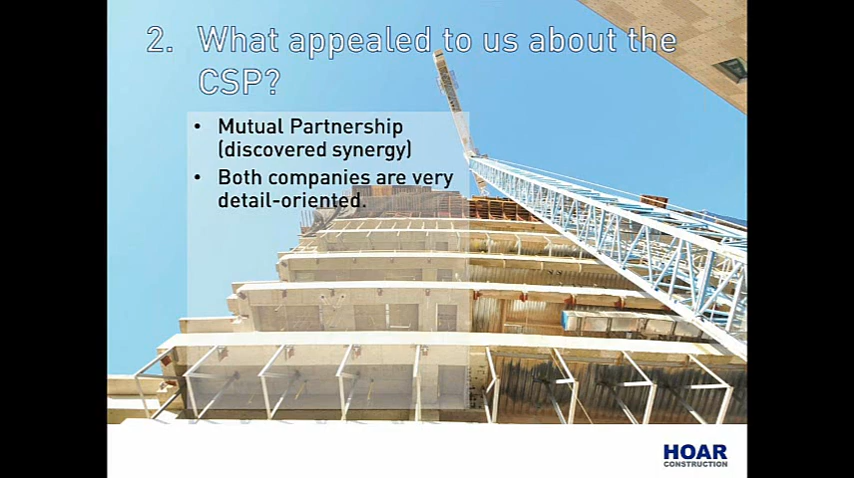 2. What appealed to us about the
CSP?
• Mutual Partnership
(discovered synergy)
• Both companies are very
detail-oriented.
HOAR
CONSTRUCTION